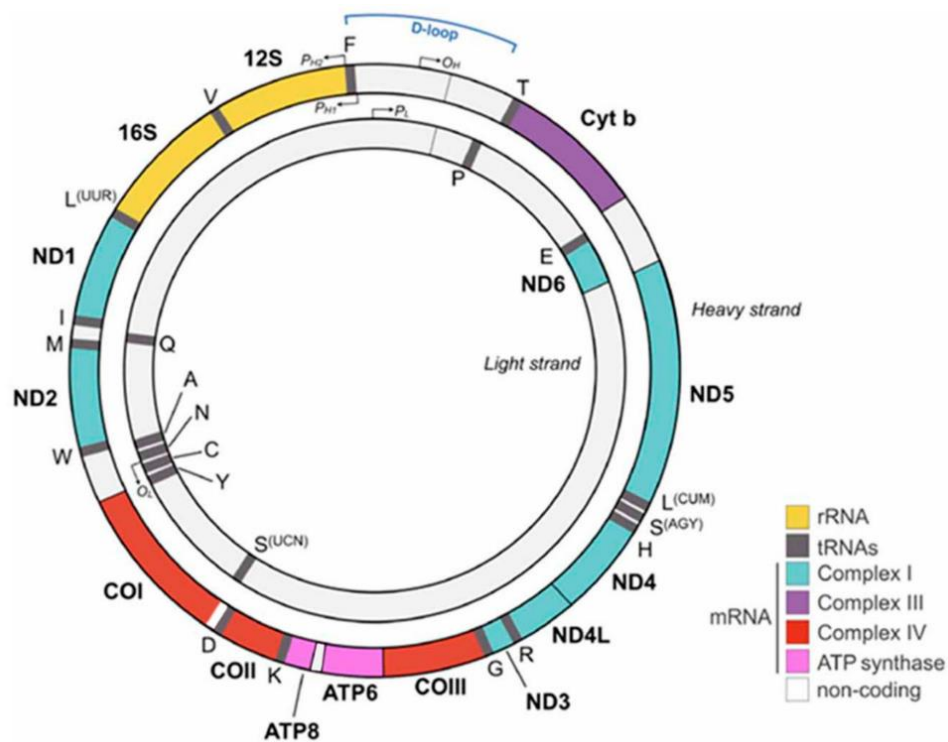 D-loop
12S
P_H2
F
O_H
T
Cyt b
V
P_H1
P_L
16S
P
L(UUR)
E
ND1
ND6
Heavy strand
I
M
Q
Light strand
A
ND2
N
ND5
C
W
Y
O_L
L(CUM)
S(AGY)
S(UCN)
H
COI
ND4
D
ND4L
COII
K
R
G
ATP6
COIII
ND3
ATP8
rRNA
tRNAs
mRNA
Complex I
Complex III
Complex IV
ATP synthase
non-coding